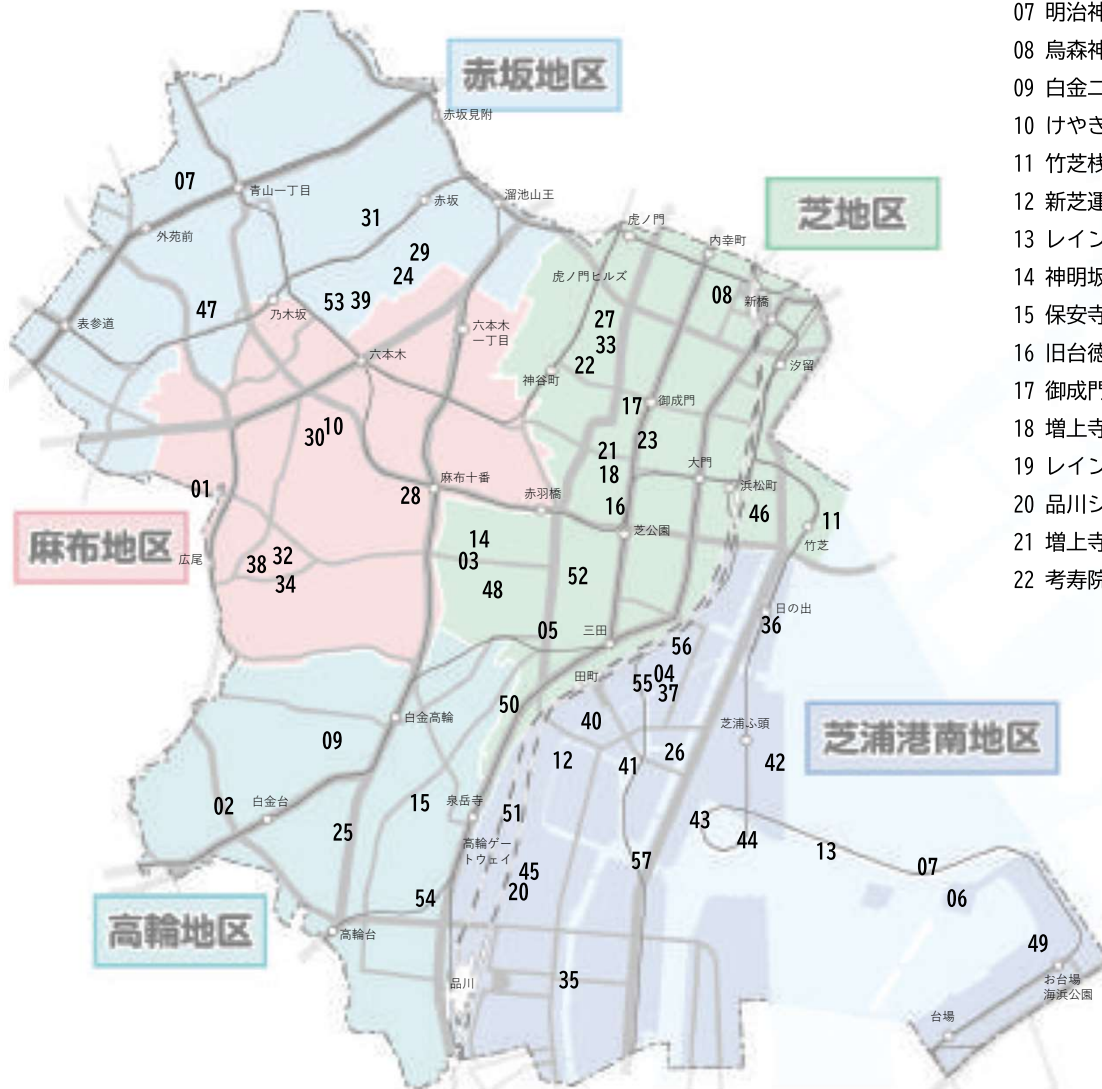 赤坂地区
赤坂見附
07
青山一丁目
31
赤坂
溜池山王
外苑前
29
24
53 39
47
乃木坂
表参道
六本木
六本木
一丁目
芝地区
虎ノ門
内幸町
虎ノ門ヒルズ
08
新橋
27
33
22
神谷町
汐留
17
御成門
23
21
18
大門
浜松町
16
46
11
芝公園
竹芝
10
30
01
麻布十番
28
赤羽橋
麻布地区
広尾
38
32
34
14
03
48
52
05
三田
日の出
36
56
田町
55
04
37
50
40
白金高輪
芝浦ふ頭
芝浦港南地区
09
12
41
26
42
02
白金台
15
泉岳寺
51
43
44
25
高輪ゲー
トウェイ
13
57
07
45
20
06
54
高輪地区
高輪台
49
品川
35
お台場
海浜公園
台場
07 明治神
08 烏森神
09 白金二
10 けやき
11 竹芝桟
12 新芝運
13 レイン
14 神明坂
15 保安寺
16 旧台徳
17 御成門
18 増上寺
19 レイン
20 品川シ
21 増上寺
22 考寿院